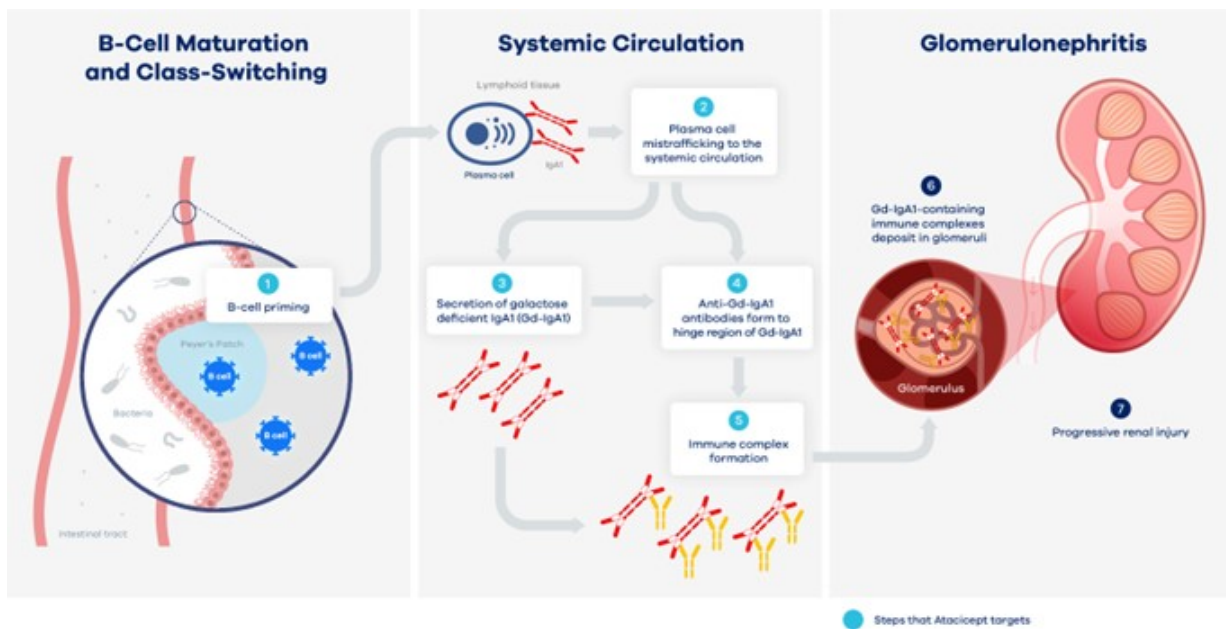 B-Cell Maturation
and Class-Switching
1
B-cell priming
Peyer's Patch
B cell
B cell
B cell
Bacteria
Intestinal tract
Systemic Circulation
Lymphoid tissue
IgA1
Plasma cell
2
Plasma cell
mistrafficking to the
systemic circulation
3
Secretion of galactose
deficient IgA1 (Gd-IgA1)
4
Anti-Gd-IgA1
antibodies form to
hinge region of Gd-IgA1
5
Immune complex
formation
Glomerulonephritis
6
Gd-IgA1-containing
immune complexes
deposit in glomeruli
Glomerulus
7
Progressive renal injury
Steps that Atacicept targets